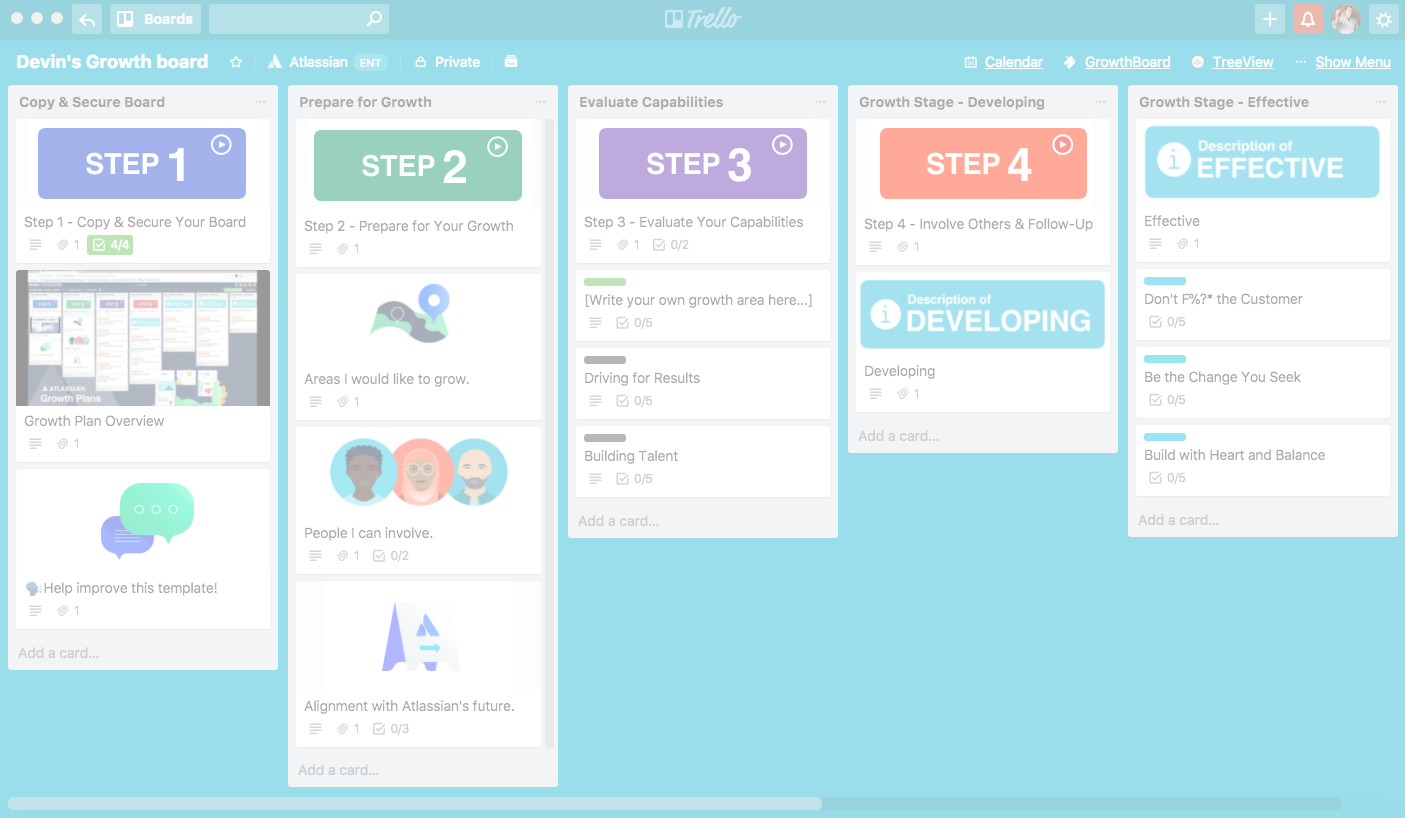 Boards
Trello
Devin's Growth board
Atlassian ENT
Private
Calendar
GrowthBoard
TreeView
Show Menu
Copy & Secure Board
STEP 1
Step 1 - Copy & Secure Your Board
1
4/4
A ATLASSIAN
Growth Plans
Growth Plan Overview
1
Help improve this template!
1
Add a card...
Prepare for Growth
STEP 2
Step 2 - Prepare for Your Growth
1
Areas I would like to grow.
1
People I can involve.
1 0/2
Alignment with Atlassian's future.
1 0/3
Add a card...
Evaluate Capabilities
STEP 3
Step 3 - Evaluate Your Capabilities
1 0/2
[Write your own growth area here...]
0/5
Driving for Results
0/5
Building Talent
0/5
Add a card...
Growth Stage - Developing
STEP 4
Step 4 - Involve Others & Follow-Up
1
Description of
DEVELOPING
Developing
1
Add a card...
Growth Stage - Effective
Description of
EFFECTIVE
Effective
1
Don't F%?* the Customer
0/5
Be the Change You Seek
0/5
Build with Heart and Balance
0/5
Add a card...